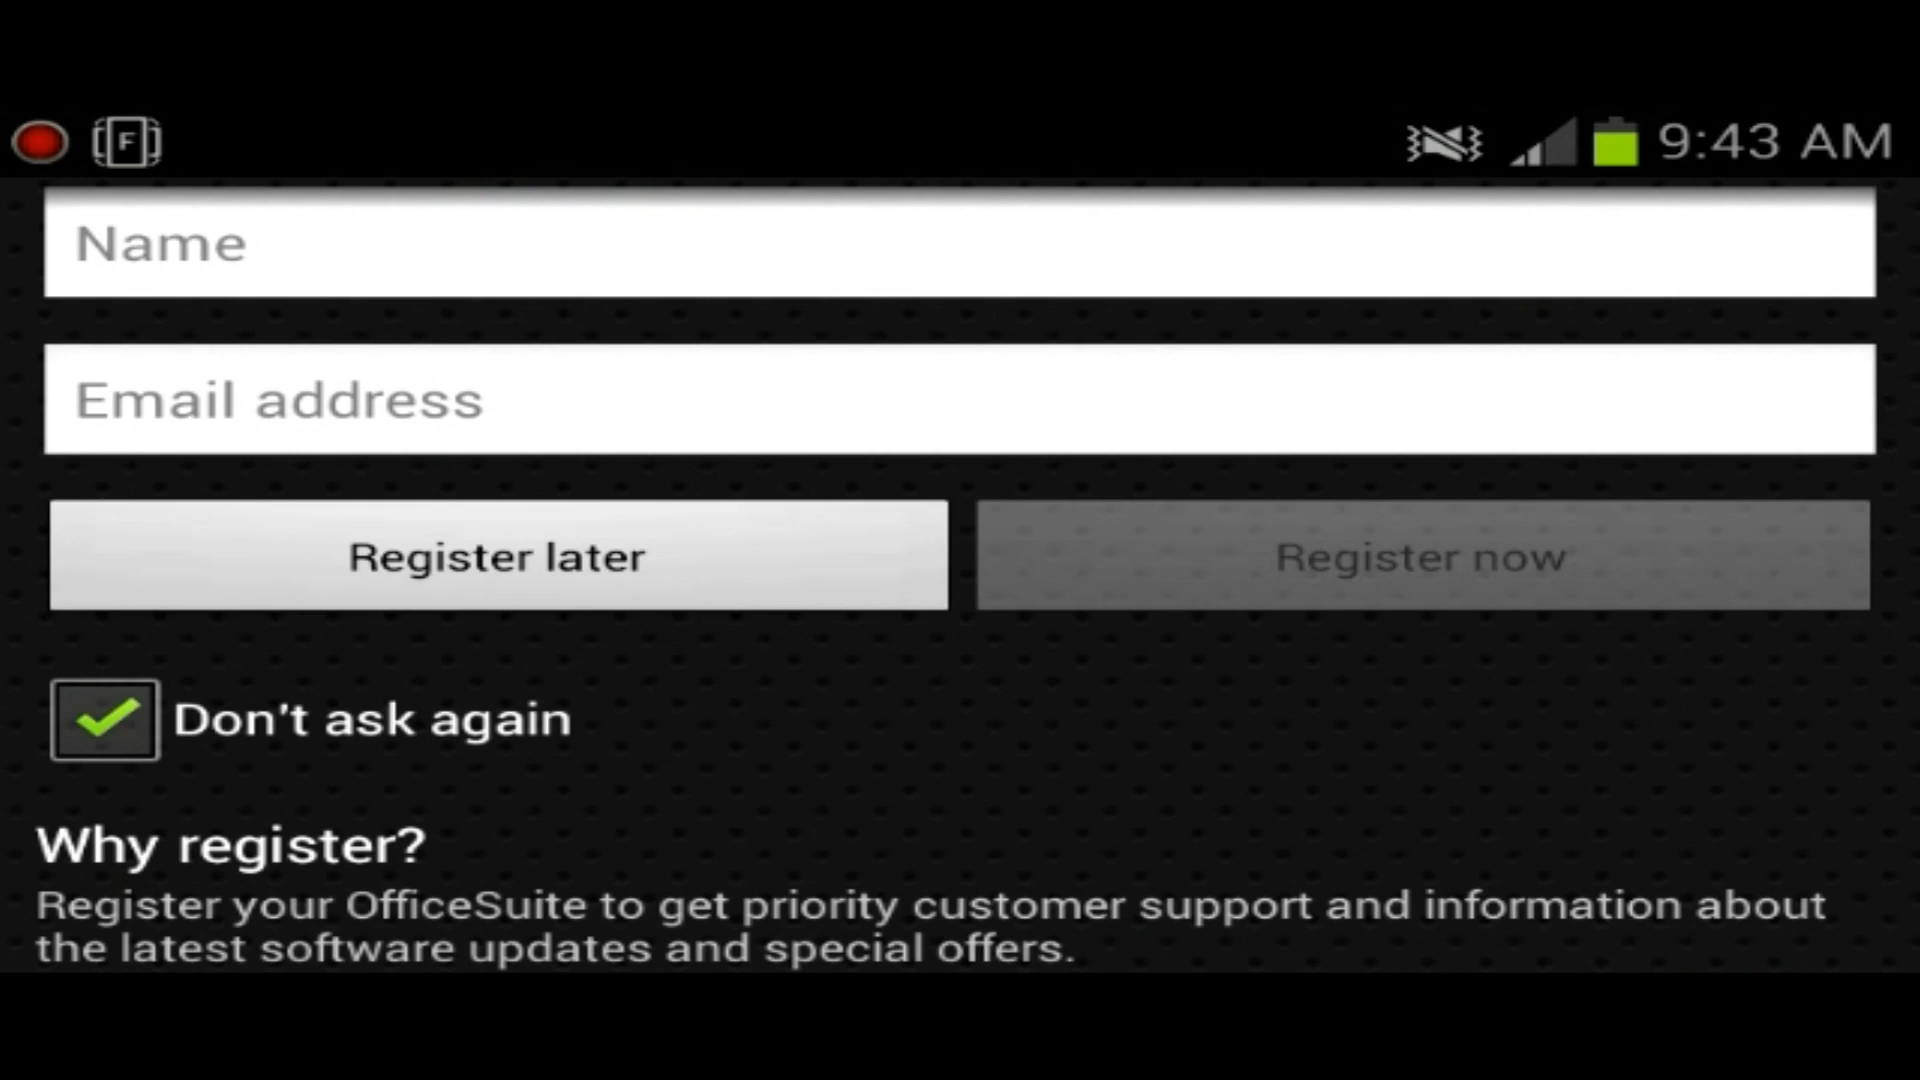 F
9:43 AM
Name
Email address
Register later
Register now
Don't ask again
Why register?
Register your OfficeSuite to get priority customer support and information about
the latest software updates and special offers.